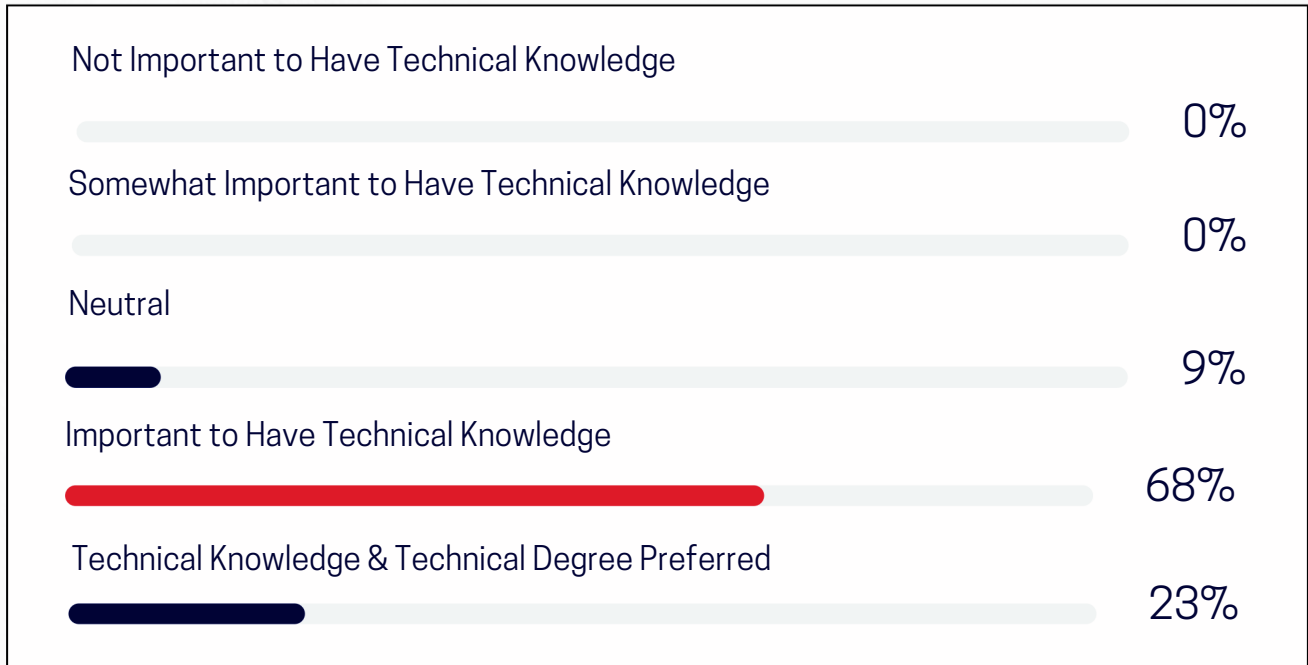 Not Important to Have Technical Knowledge
0%
Somewhat Important to Have Technical Knowledge
0%
Neutral
9%
Important to Have Technical Knowledge
68%
Technical Knowledge & Technical Degree Preferred
23%